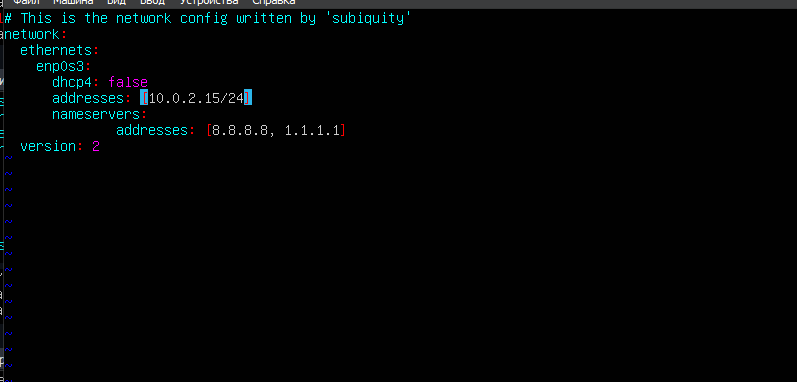 Файл Машина Вид Ввод Устройства Справка
# This is the network config written by 'subiquity'
network:
  ethernets:
    enp0s3:
      dhcp4: false
      addresses: [10.0.2.15/24]
      nameservers:
              addresses: [8.8.8.8, 1.1.1.1]
  version: 2
~
~
~
~
~
~
~
~
~
~
~
~
~
~